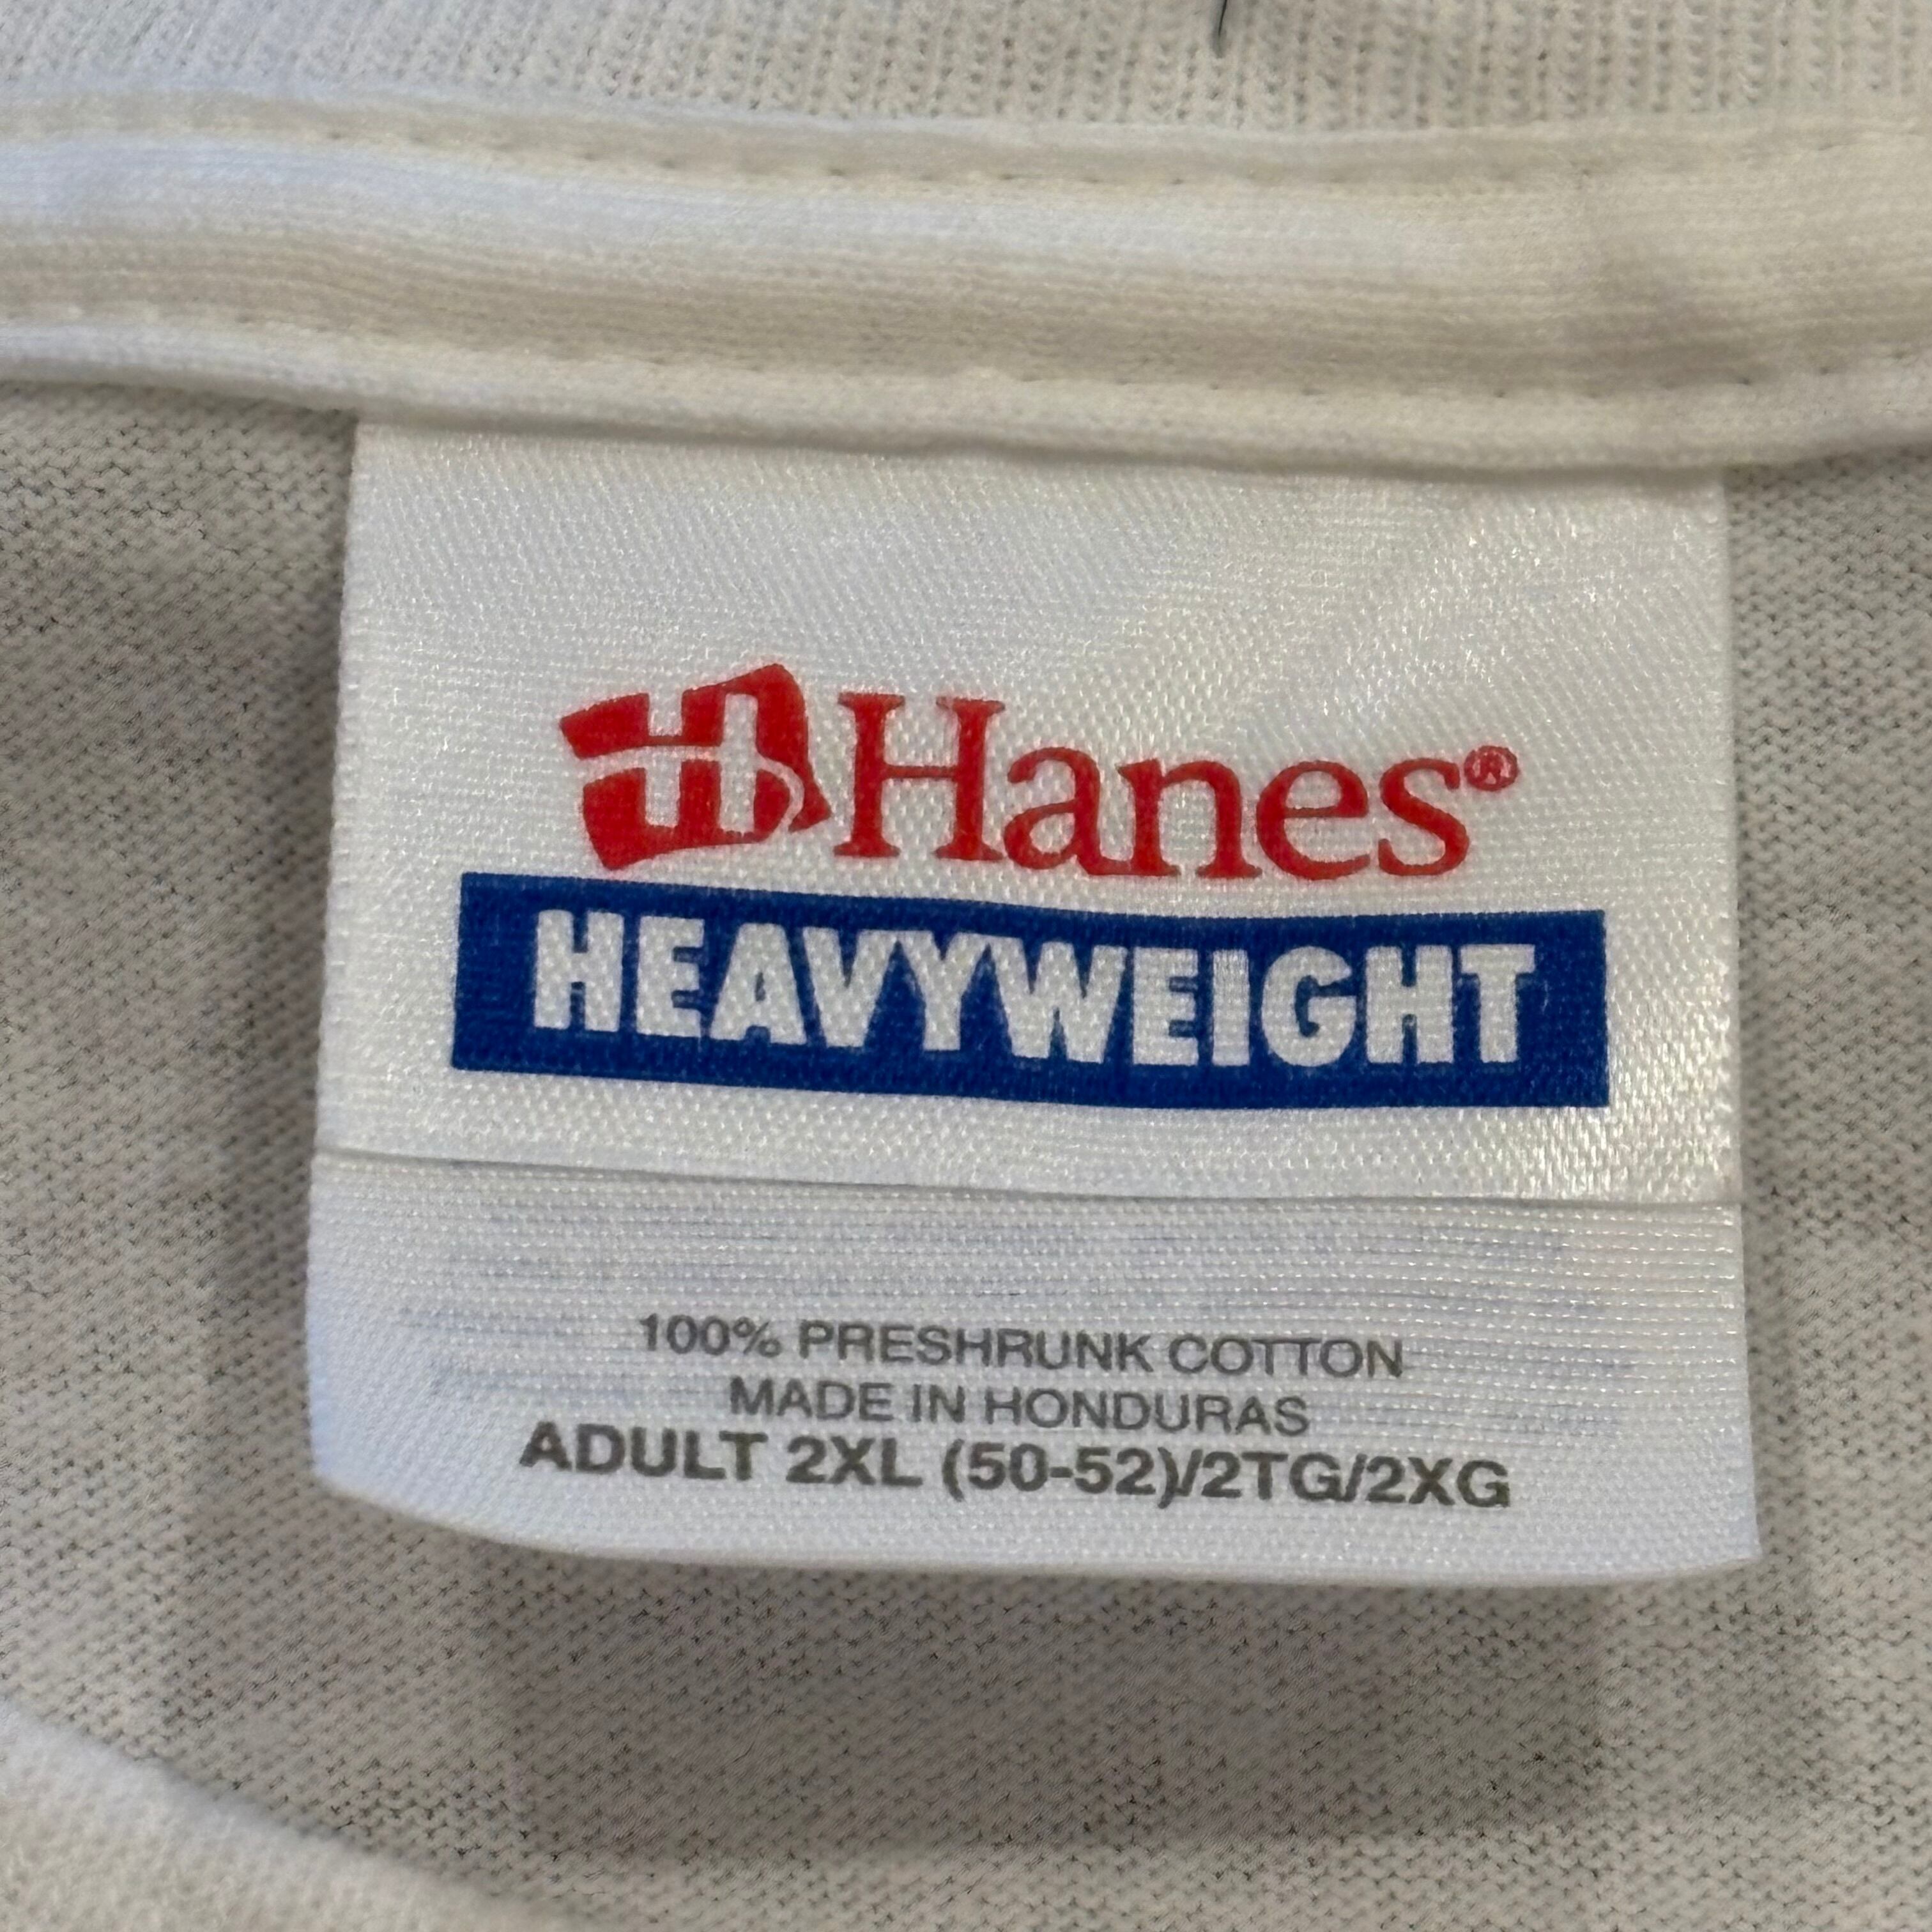 Hanes®
HEAVYWEIGHT
100% PRESHRUNK COTTON
MADE IN HONDURAS
ADULT 2XL (50-52)/2TG/2XG